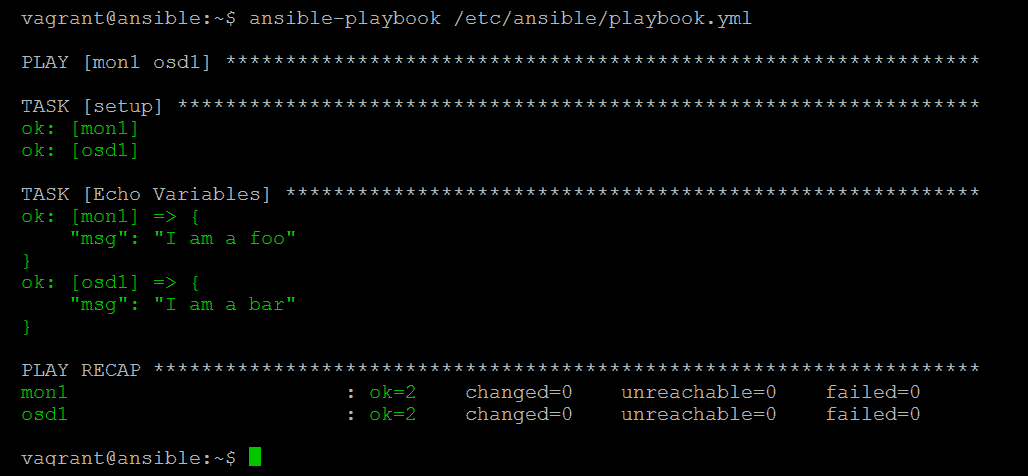 vagrant@ansible:~$ ansible-playbook /etc/ansible/playbook.yml
PLAY [mon1 osd1] ***************************************************************
TASK [setup] *******************************************************************
ok: [mon1]
ok: [osd1]
TASK [Echo Variables] **********************************************************
ok: [mon1] => {
    "msg": "I am a foo"
}
ok: [osd1] => {
    "msg": "I am a bar"
}
PLAY RECAP *********************************************************************
mon1                       : ok=2    changed=0    unreachable=0    failed=0
osd1                       : ok=2    changed=0    unreachable=0    failed=0
vagrant@ansible:~$